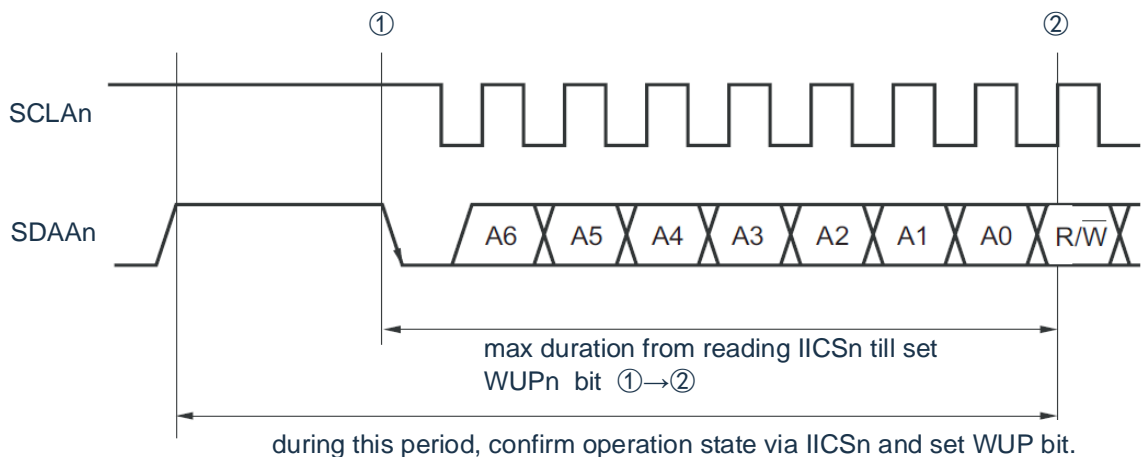 ① ②
SCLAn
SDAAn A6 A5 A4 A3 A2 A1 A0 R/W̅
max duration from reading IICSn till set
WUPn bit ①→②
during this period, confirm operation state via IICSn and set WUP bit.